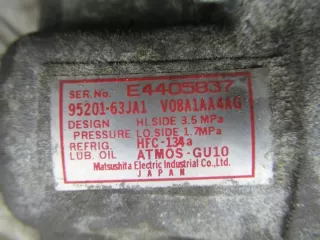 SER. No. E4405837
95201-63JA1 V08A1AA4AG
DESIGN HI.SIDE 3.5 MPa
PRESSURE LO.SIDE 1.7MPa
REFRIG. HFC-134a
LUB. OIL ATMOS-GU10
Matsushita Electric Industrial Co.,Ltd.
JAPAN